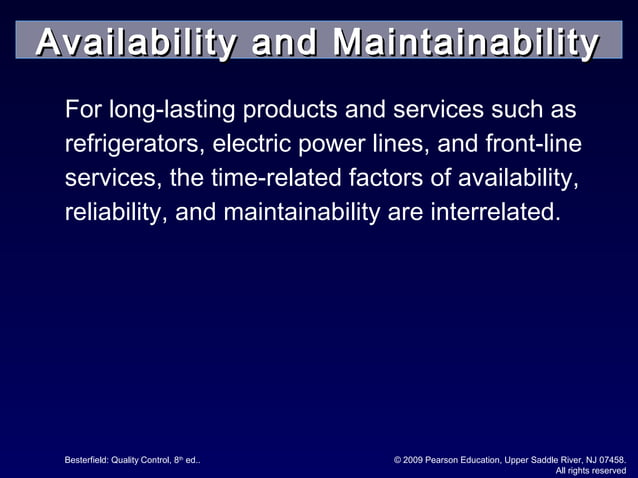 Availability and Maintainability
For long-lasting products and services such as
refrigerators, electric power lines, and front-line
services, the time-related factors of availability,
reliability, and maintainability are interrelated.
Besterfield: Quality Control, 8th ed..
© 2009 Pearson Education, Upper Saddle River, NJ 07458.
All rights reserved